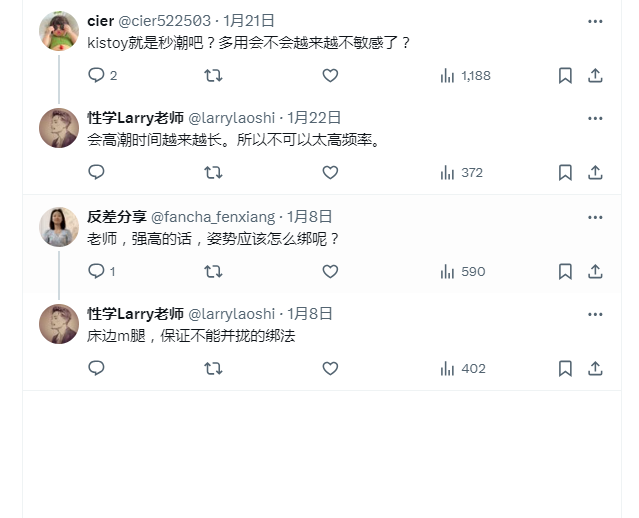 cier @cier522503 · 1月21日
kistoy就是秒潮吧？多用会不会越来越不敏感了？
2 1,188
性学Larry老师 @larrylaoshi · 1月22日
会高潮时间越来越长。所以不可以太高频率。
372
反差分享 @fancha_fenxiang · 1月8日
老师，强高的话，姿势应该怎么绑呢？
1 590
性学Larry老师 @larrylaoshi · 1月8日
床边m腿，保证不能并拢的绑法
402